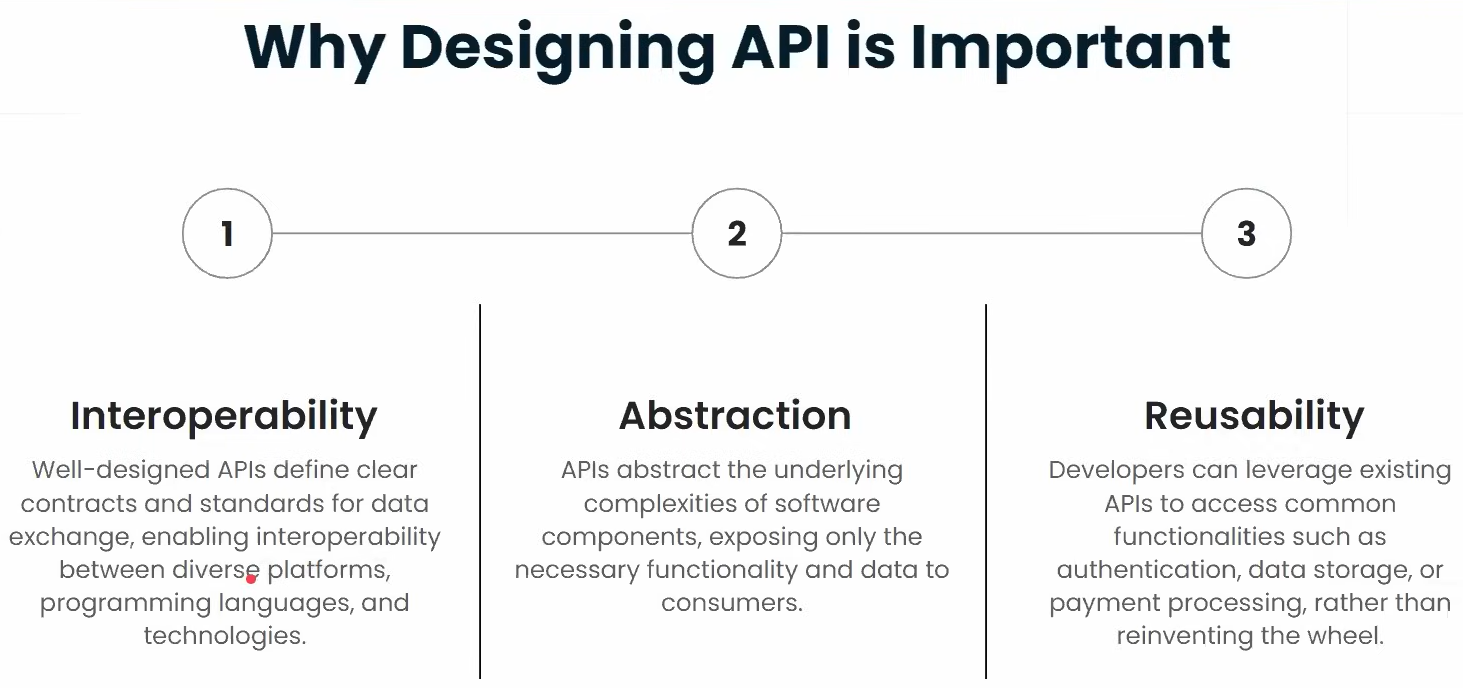 Why Designing API is Important
1
2
3
Interoperability
Well-designed APIs define clear
contracts and standards for data
exchange, enabling interoperability
between diverse platforms,
programming languages, and
technologies.
Abstraction
APIs abstract the underlying
complexities of software
components, exposing only the
necessary functionality and data to
consumers.
Reusability
Developers can leverage existing
APIs to access common
functionalities such as
authentication, data storage, or
payment processing, rather than
reinventing the wheel.